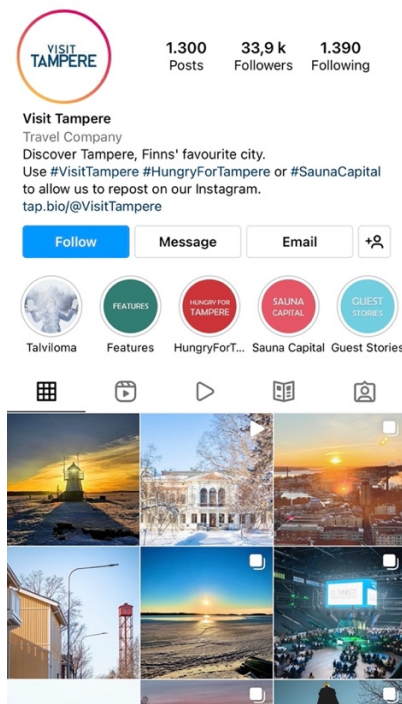 VISIT
TAMPERE
1.300 33,9 k 1.390
Posts Followers Following
Visit Tampere
Travel Company
Discover Tampere, Finns' favourite city.
Use #VisitTampere #HungryForTampere or #SaunaCapital
to allow us to repost on our Instagram.
tap.bio/@VisitTampere
Follow Message Email
FEATURES
HUNGRY FOR
TAMPERE
SAUNA
CAPITAL
GUEST
STORIES
Talviloma Features HungryForT... Sauna Capital Guest Stories